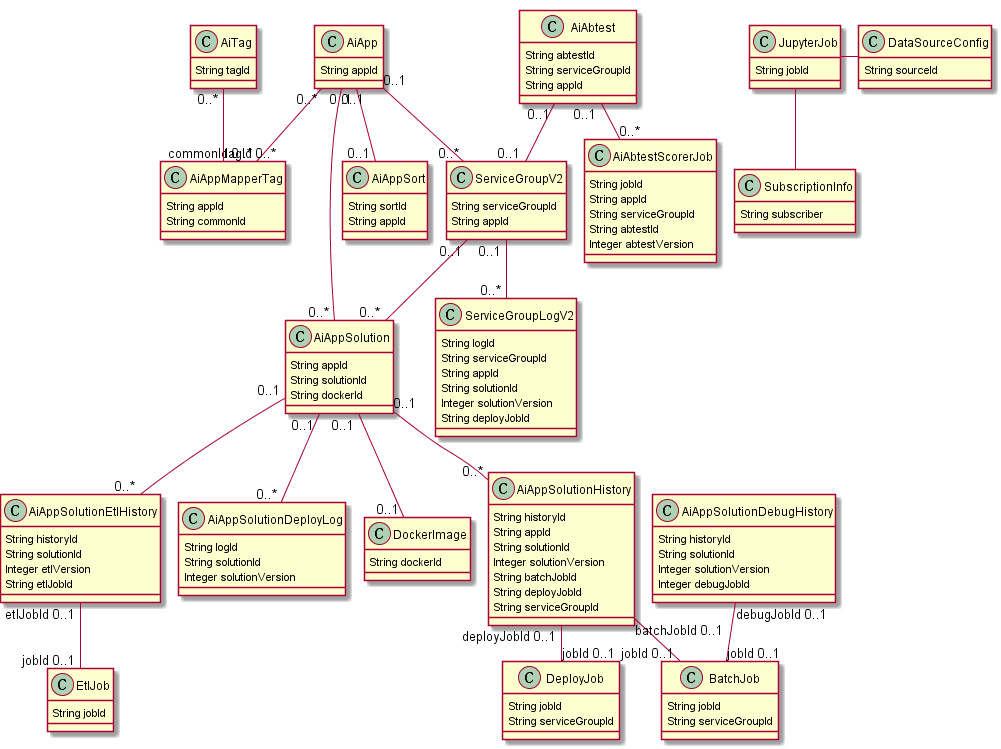 C AiTag
String tagId
C AiApp
String appId
C AiAbtest
String abtestId
String serviceGroupId
String appId
C JupyterJob
String jobId
C DataSourceConfig
String sourceId
0..*
0..*
0..1
0..1
0..1
0..1
0..*
commonId
tagId
0..*
0..*
0..1
0..*
0..1
C AiAppMapperTag
String appId
String commonId
C AiAppSort
String sortId
String appId
C ServiceGroupV2
String serviceGroupId
String appId
C AiAbtestScorerJob
String jobId
String appId
String serviceGroupId
String abtestId
Integer abtestVersion
C SubscriptionInfo
String subscriber
0..1
0..1
0..*
0..*
0..*
C AiAppSolution
String appId
String solutionId
String dockerId
C ServiceGroupLogV2
String logId
String serviceGroupId
String appId
String solutionId
Integer solutionVersion
String deployJobId
0..1
0..1
0..1
0..1
0..*
0..*
0..1
0..*
C AiAppSolutionEtlHistory
String historyId
String solutionId
Integer etlVersion
String etlJobId
C AiAppSolutionDeployLog
String logId
String solutionId
Integer solutionVersion
C DockerImage
String dockerId
C AiAppSolutionHistory
String historyId
String appId
String solutionId
Integer solutionVersion
String batchJobId
String deployJobId
String serviceGroupId
C AiAppSolutionDebugHistory
String historyId
String solutionId
Integer solutionVersion
Integer debugJobId
etlJobId 0..1
deployJobId 0..1
batchJobId 0..1
debugJobId 0..1
jobId 0..1
jobId 0..1
jobId 0..1
jobId 0..1
C EtlJob
String jobId
C DeployJob
String jobId
String serviceGroupId
C BatchJob
String jobId
String serviceGroupId